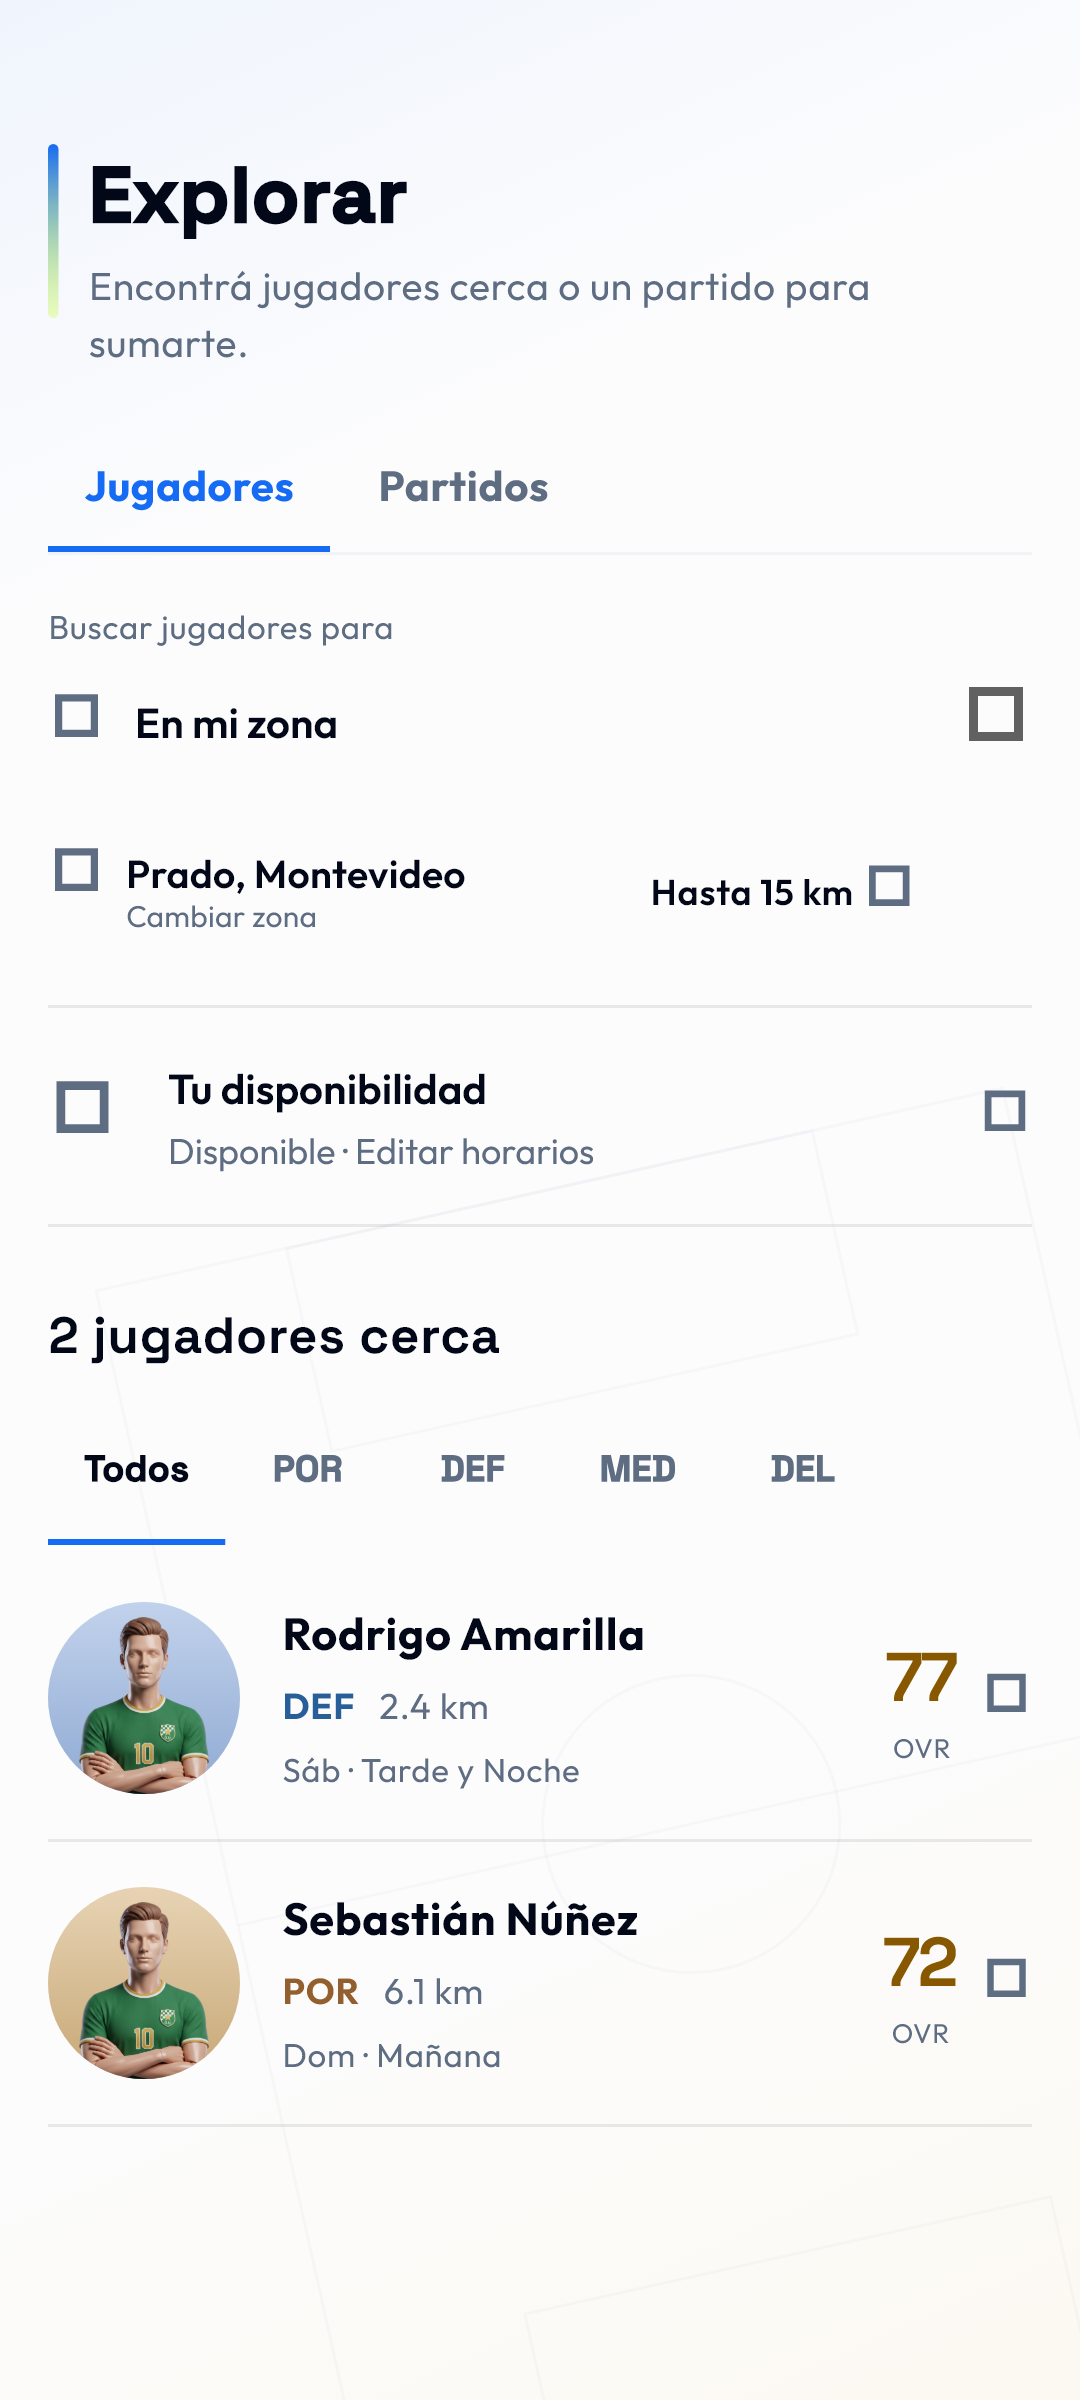 Explorar
Encontrá jugadores cerca o un partido para
sumarte.
Jugadores Partidos
Buscar jugadores para
En mi zona
Prado, Montevideo
Cambiar zona
Hasta 15 km
Tu disponibilidad
Disponible · Editar horarios
2 jugadores cerca
Todos POR DEF MED DEL
Rodrigo Amarilla
DEF 2.4 km
Sáb · Tarde y Noche
77
OVR
10
Sebastián Núñez
POR 6.1 km
Dom · Mañana
72
OVR
10